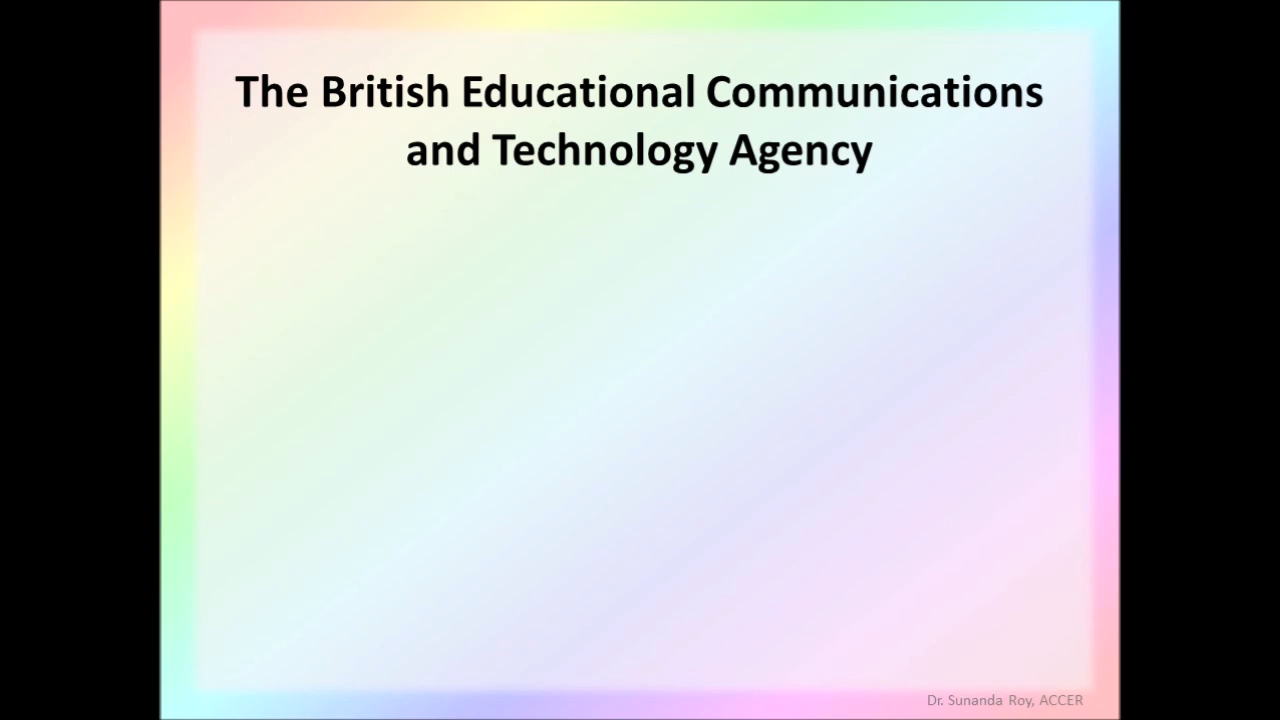 The British Educational Communications
and Technology Agency
Dr. Sunanda Roy, ACCER